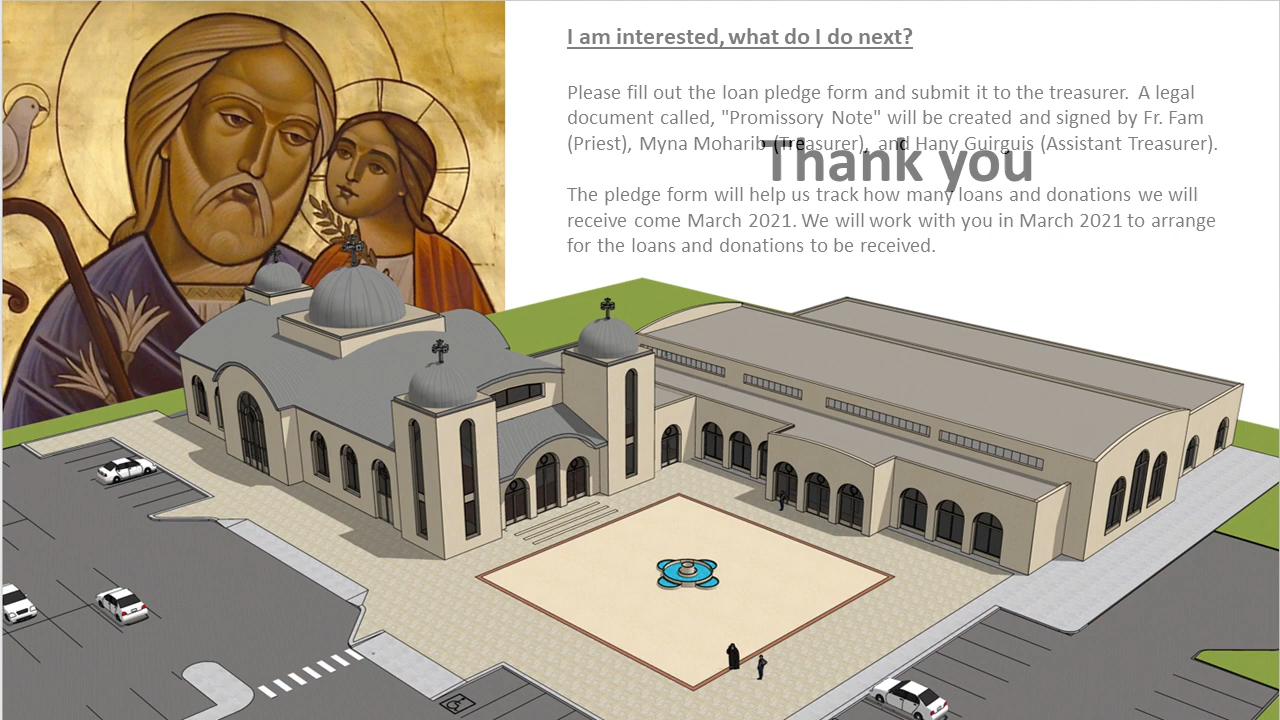 I am interested, what do I do next?
Please fill out the loan pledge form and submit it to the treasurer. A legal
document called, "Promissory Note" will be created and signed by Fr. Fam
(Priest), Myna Moharib (Treasurer), and Hany Guirguis (Assistant Treasurer).
Thank you
The pledge form will help us track how many loans and donations we will
receive come March 2021. We will work with you in March 2021 to arrange
for the loans and donations to be received.